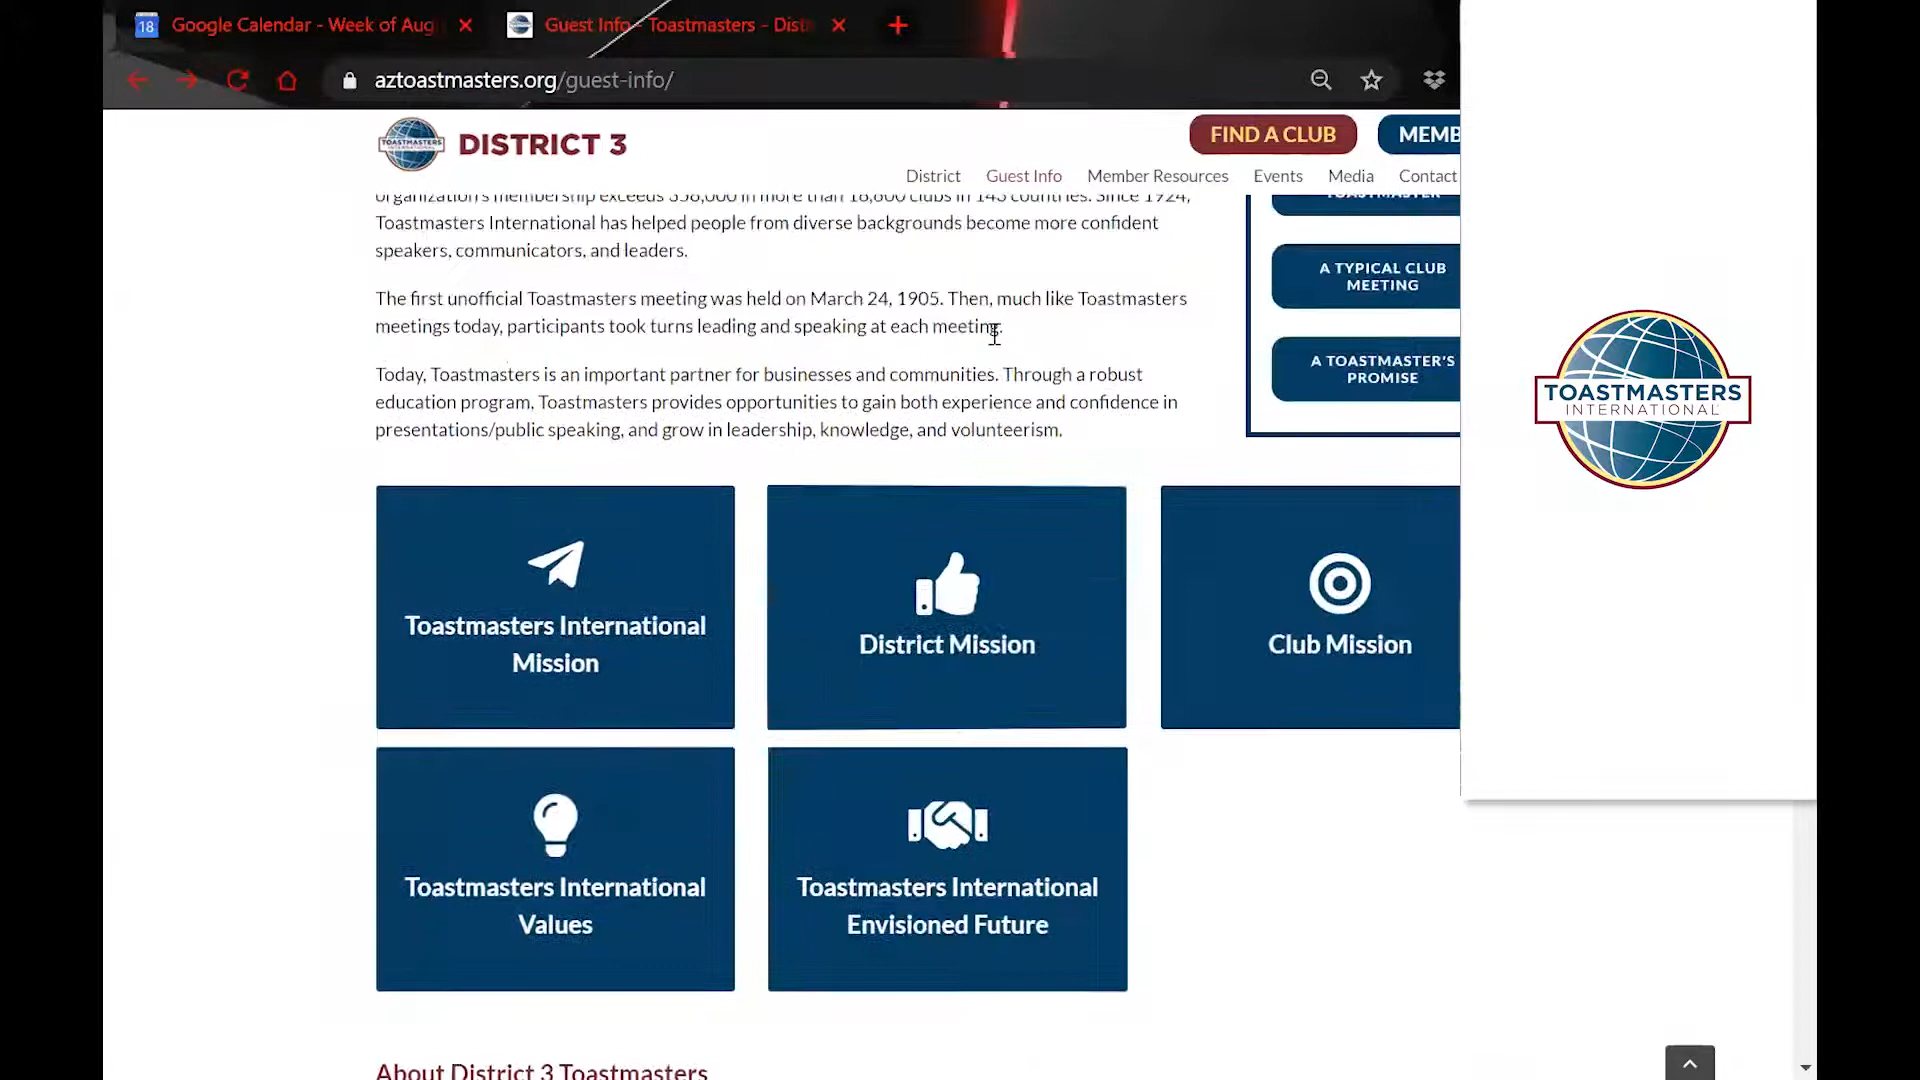 18
Google Calendar - Week of Aug
Guest Info - Toastmasters - Dist
aztoastmasters.org/guest-info/
TOASTMASTERS
INTERNATIONAL
DISTRICT 3
FIND A CLUB
MEMB
District
Guest Info
Member Resources
Events
Media
Contact
organization's membership exceeds 358,000 in more than 16,800 clubs in 143 countries. Since 1924,
Toastmasters International has helped people from diverse backgrounds become more confident
speakers, communicators, and leaders.
The first unofficial Toastmasters meeting was held on March 24, 1905. Then, much like Toastmasters
meetings today, participants took turns leading and speaking at each meeting.
Today, Toastmasters is an important partner for businesses and communities. Through a robust
education program, Toastmasters provides opportunities to gain both experience and confidence in
presentations/public speaking, and grow in leadership, knowledge, and volunteerism.
TOASTMASTER
A TYPICAL CLUB
MEETING
A TOASTMASTER'S
PROMISE
TOASTMASTERS
INTERNATIONAL
Toastmasters International
Mission
District Mission
Club Mission
Toastmasters International
Values
Toastmasters International
Envisioned Future
About District 3 Toastmasters